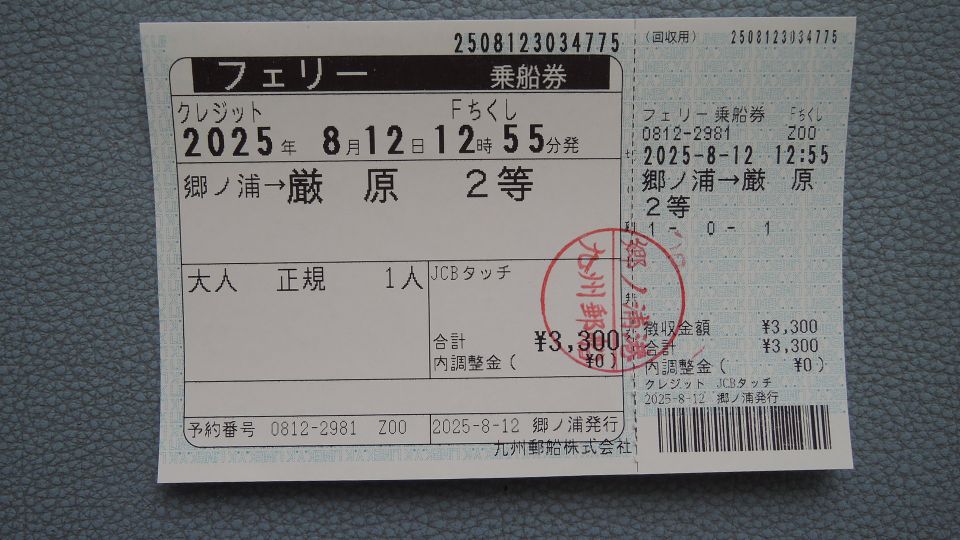 2508123034775
フェリー 乗船券
クレジット Fちくし
2025年 8月12日12時55分発
郷ノ浦→厳 原 2等
大人 正規 1人
JCBタッチ
合計 ¥3,300
内調整金( ¥0)
予約番号 0812-2981 Z00
2025-8-12 郷ノ浦発行
九州郵船株式会社
郷ノ浦港
九州郵船
(回収用) 2508123034775
フェリー乗船券 Fちくし
0812-2981 Z00
2025-8-12 12:55
郷ノ浦→厳 原
2等
1- 0- 1
徴収金額 ¥3,300
合計 ¥3,300
内調整金( ¥0)
クレジット JCBタッチ
2025-8-12 郷ノ浦発行